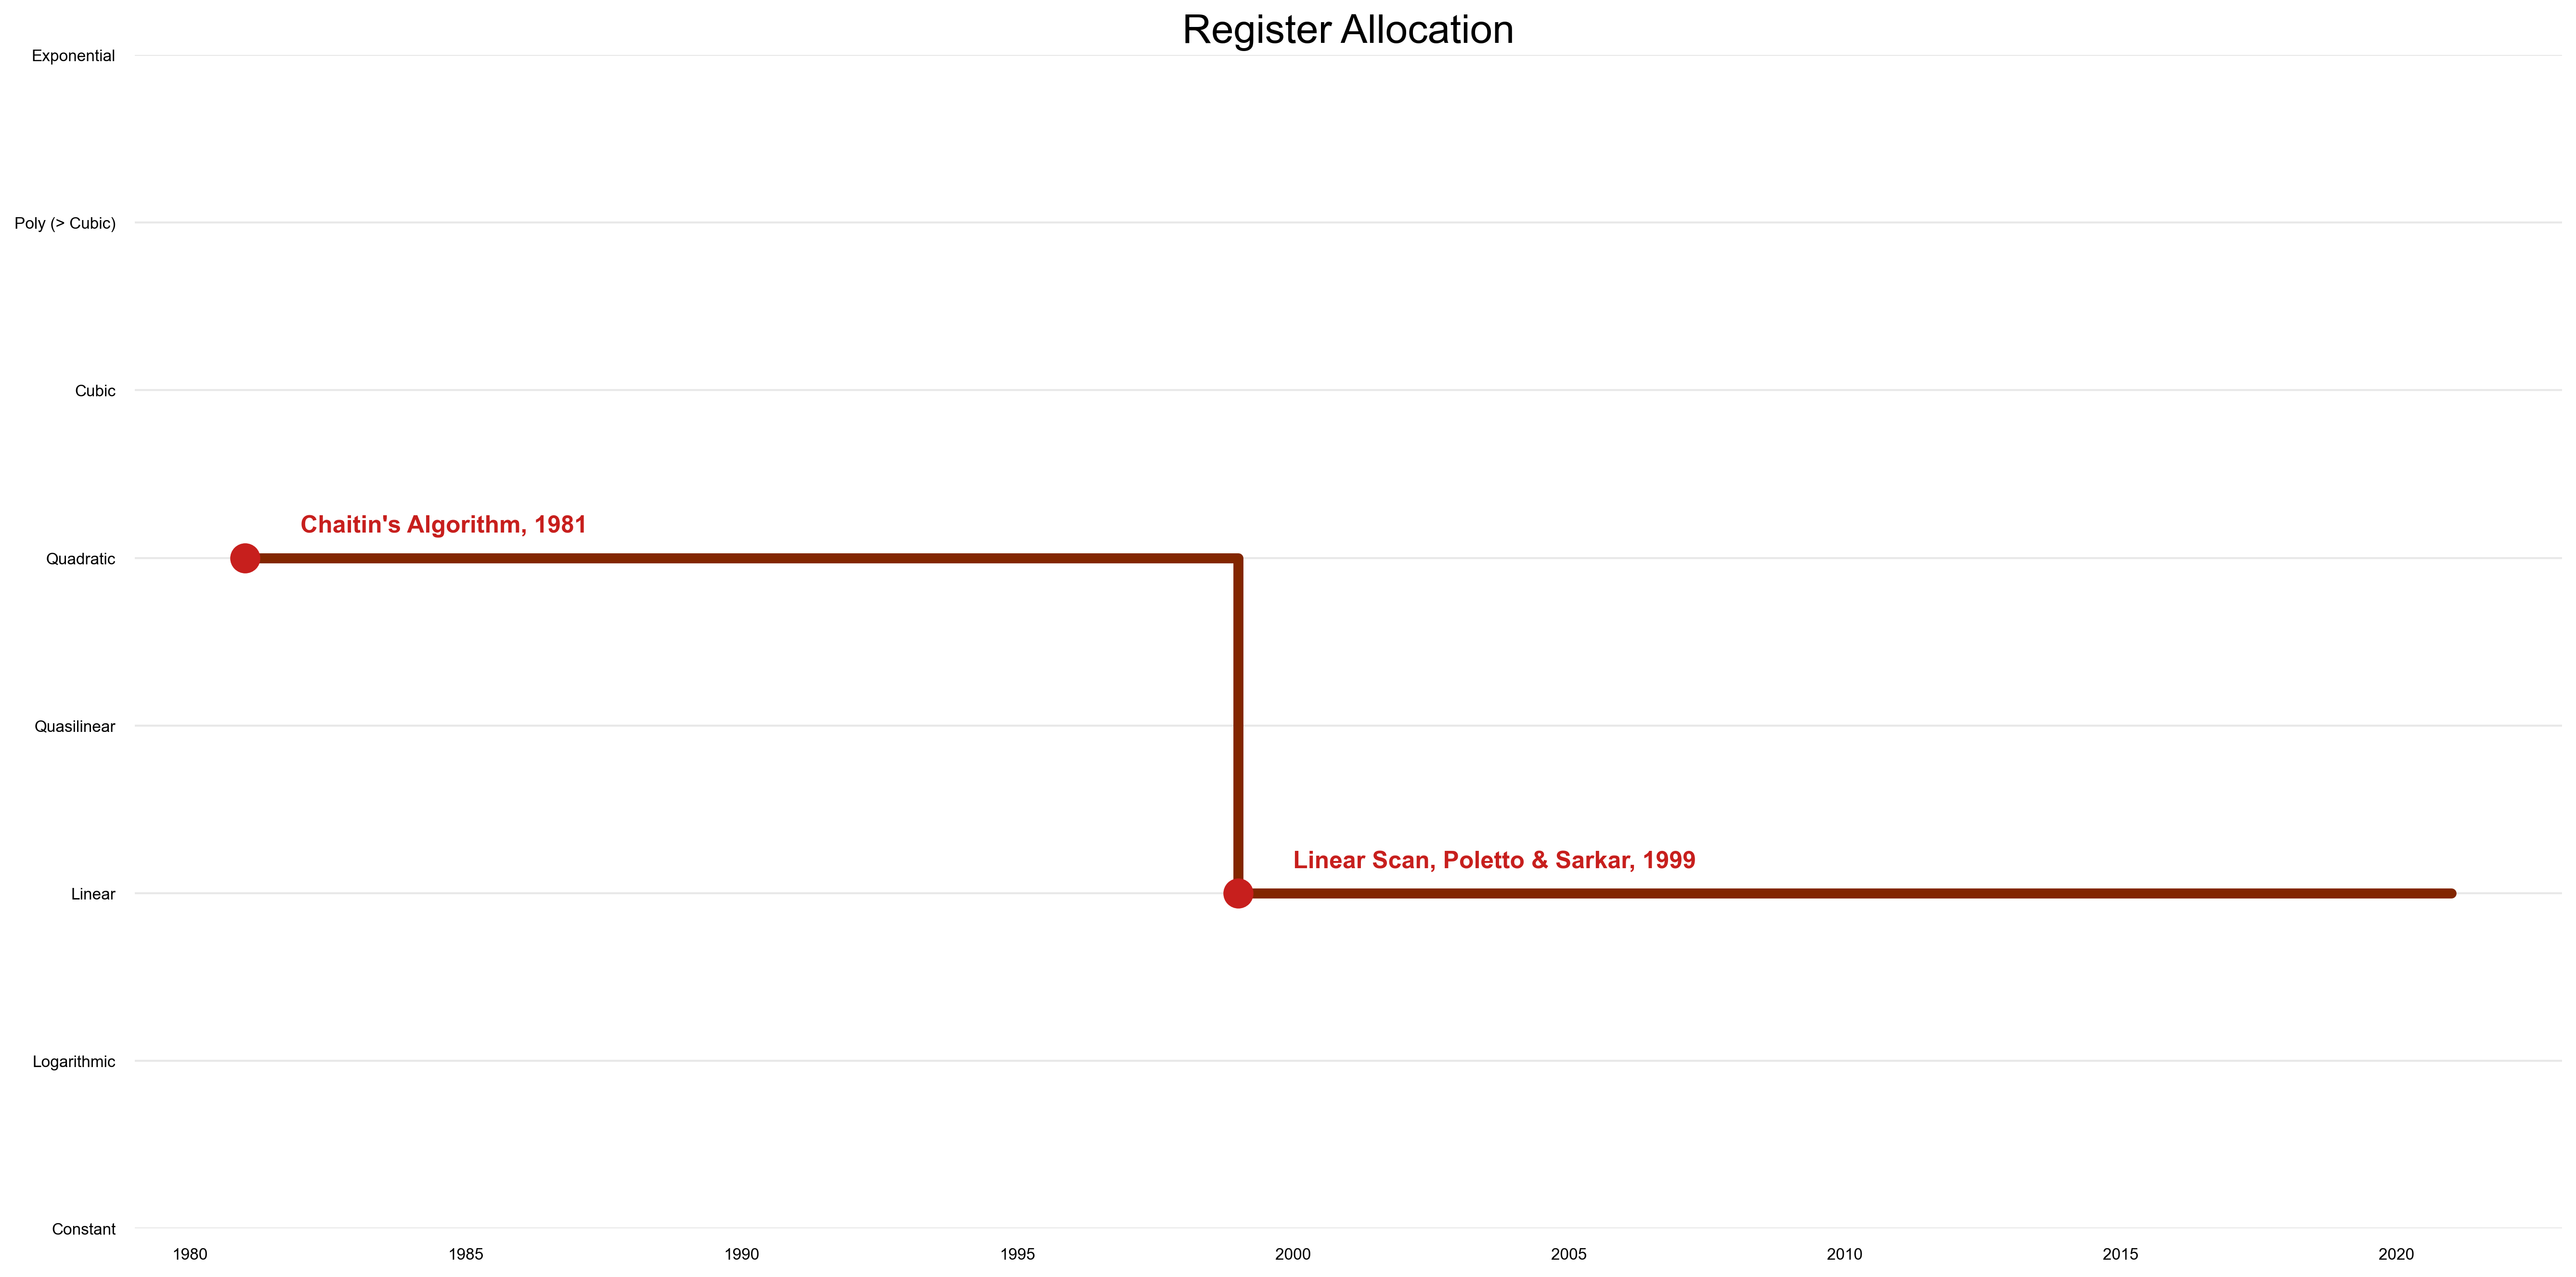 Register Allocation
Exponential
Poly (> Cubic)
Cubic
Chaitin's Algorithm, 1981
Quadratic
Quasilinear
Linear Scan, Poletto & Sarkar, 1999
Linear
Logarithmic
Constant
1980 1985 1990 1995 2000 2005 2010 2015 2020